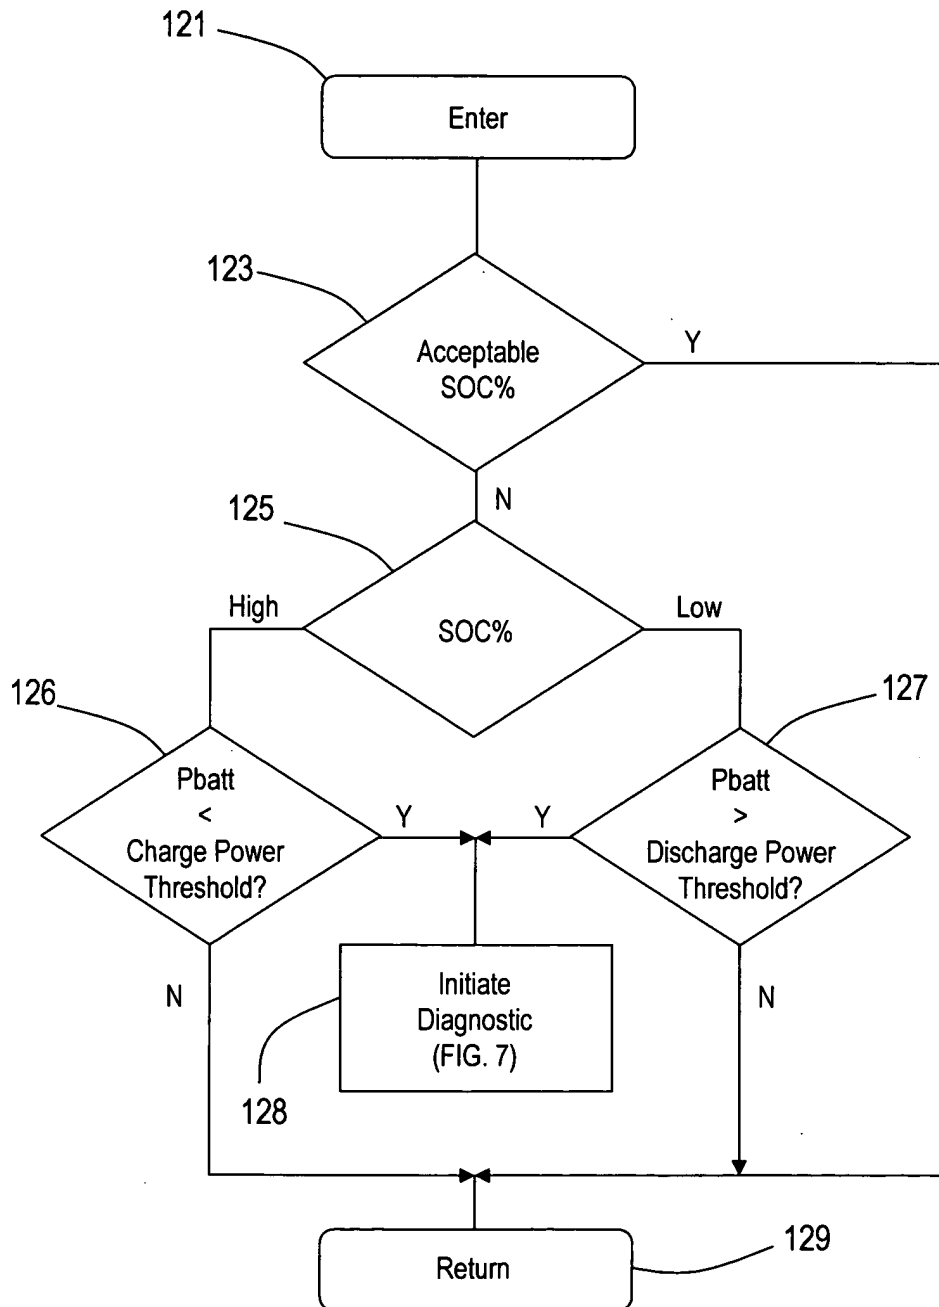 121
Enter
123
Acceptable
SOC%
Y
N
125
High
SOC%
Low
126
127
Pbatt
<
Charge Power
Threshold?
Y
Y
Pbatt
>
Discharge Power
Threshold?
N
Initiate
Diagnostic
(FIG. 7)
N
128
129
Return